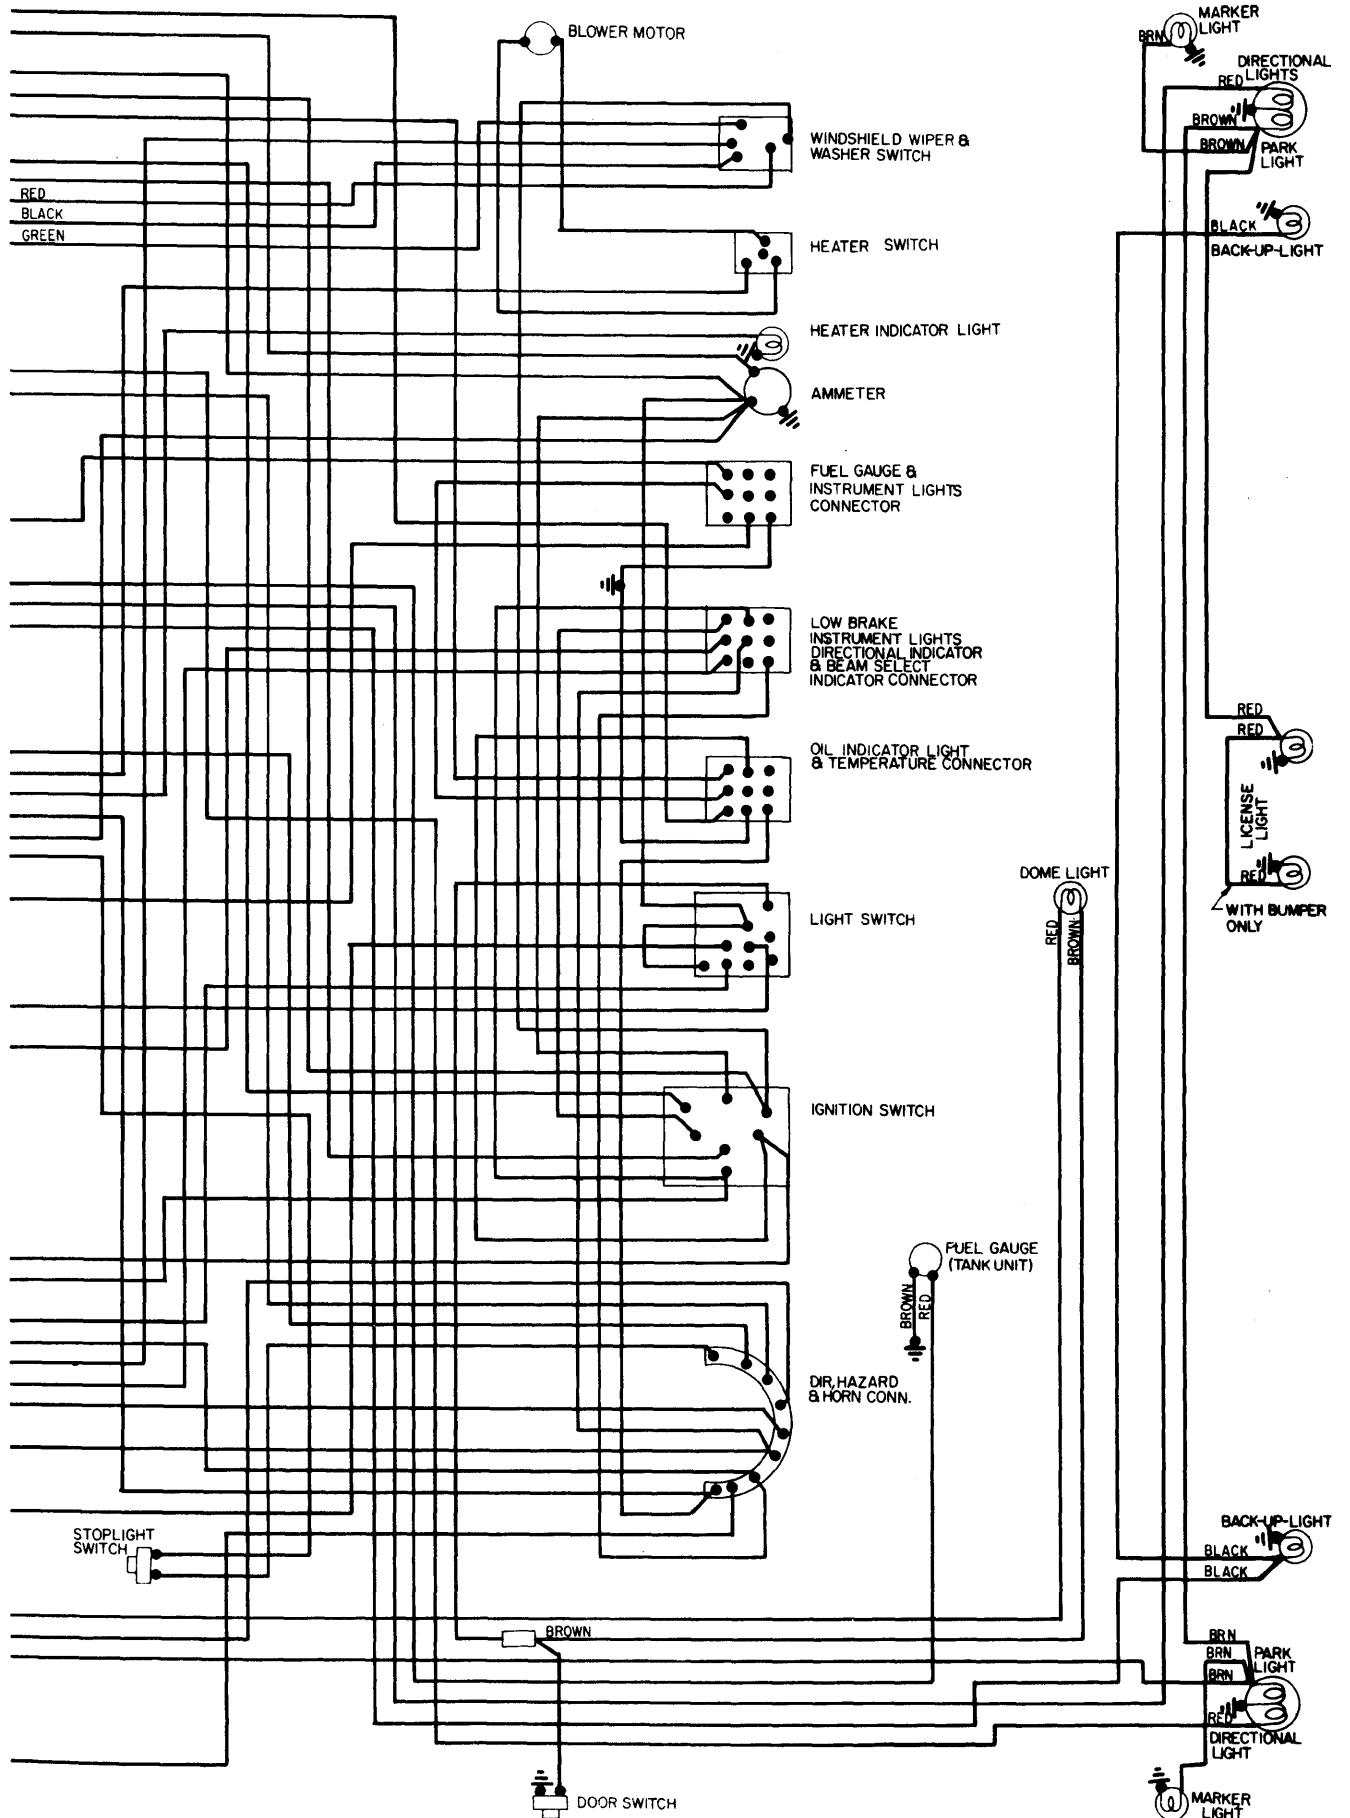 BLOWER MOTOR
MARKER
LIGHT
BRN
DIRECTIONAL
LIGHTS
RED
BROWN
BROWN
PARK
LIGHT
WINDSHIELD WIPER &
WASHER SWITCH
RED
BLACK
GREEN
BLACK
BACK-UP-LIGHT
HEATER SWITCH
HEATER INDICATOR LIGHT
AMMETER
FUEL GAUGE &
INSTRUMENT LIGHTS
CONNECTOR
LOW BRAKE
INSTRUMENT LIGHTS
DIRECTIONAL INDICATOR
& BEAM SELECT
INDICATOR CONNECTOR
RED
RED
OIL INDICATOR LIGHT
& TEMPERATURE CONNECTOR
LICENSE
LIGHT
DOME LIGHT
RED
WITH BUMPER
ONLY
RED
BROWN
LIGHT SWITCH
IGNITION SWITCH
FUEL GAUGE
(TANK UNIT)
BROWN
RED
DIR, HAZARD
& HORN CONN.
STOPLIGHT
SWITCH
BACK-UP-LIGHT
BLACK
BLACK
BROWN
BRN
BRN
PARK
LIGHT
BRN
RED
DIRECTIONAL
LIGHT
DOOR SWITCH
MARKER
LIGHT